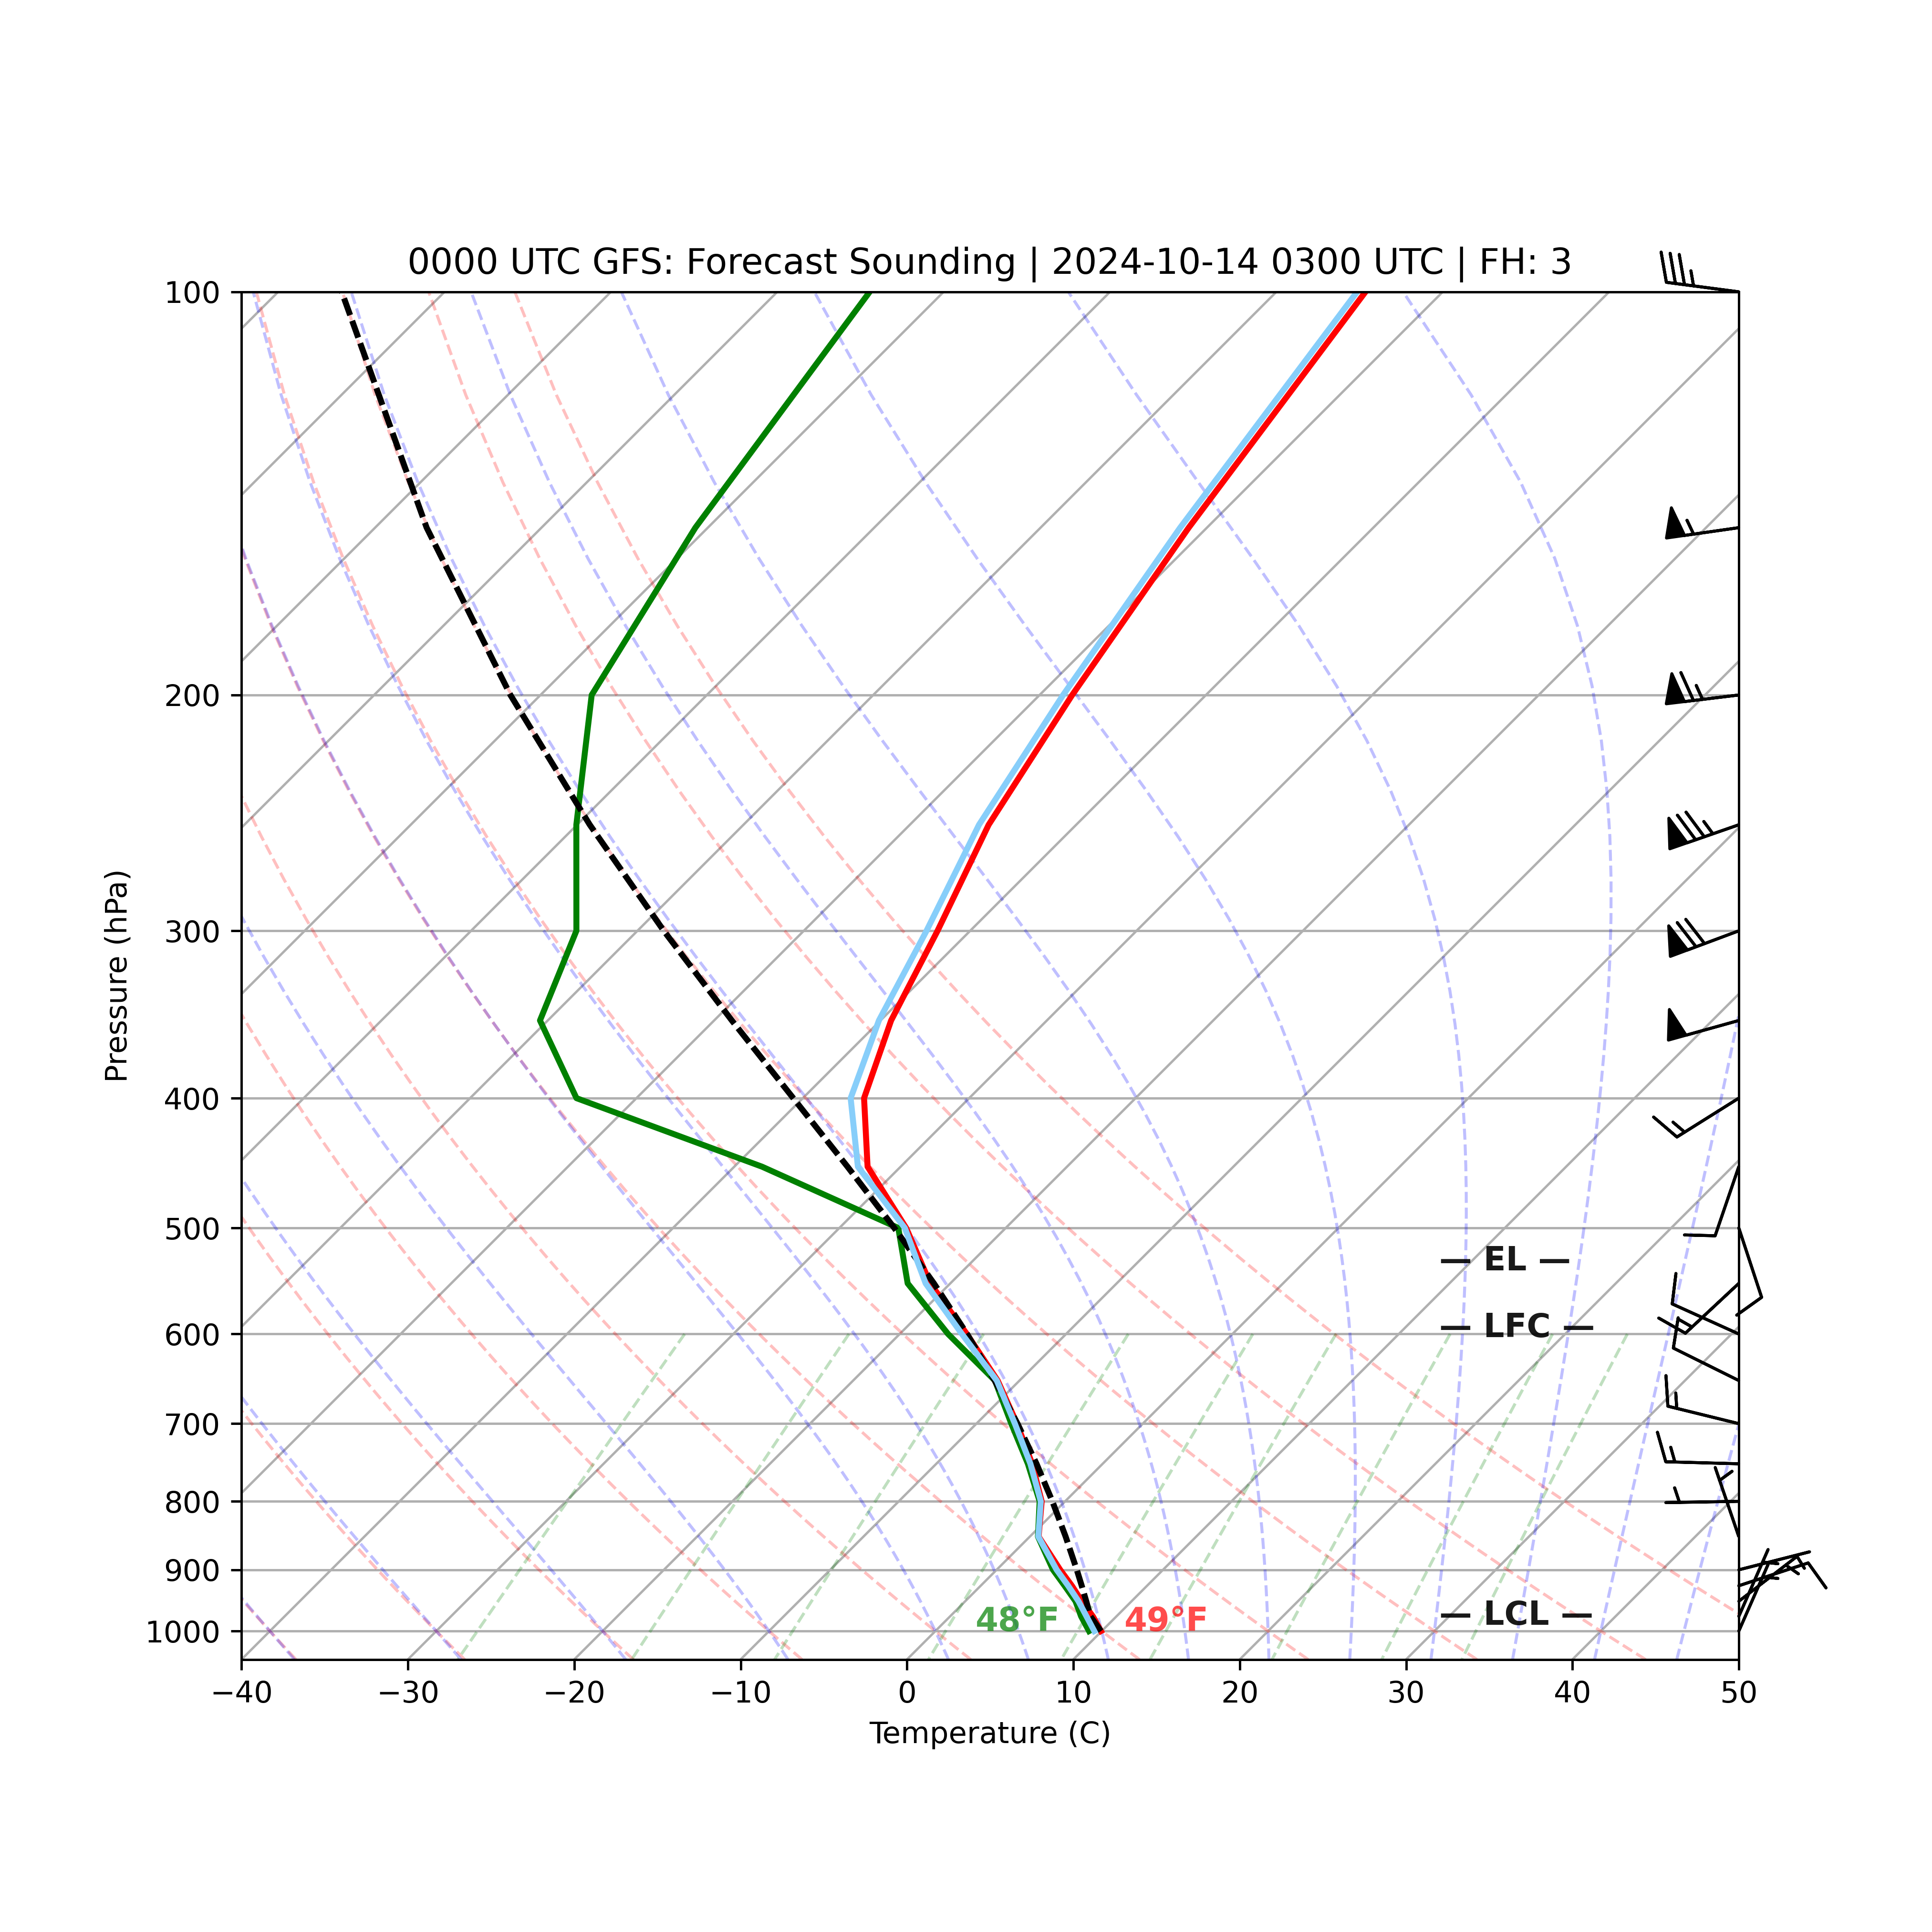 0000 UTC GFS: Forecast Sounding | 2024-10-14 0300 UTC | FH: 3
100
200
300
400
500
600
700
800
900
1000
Pressure (hPa)
— EL —
— LFC —
— LCL —
48°F
49°F
−40 −30 −20 −10 0 10 20 30 40 50
Temperature (C)